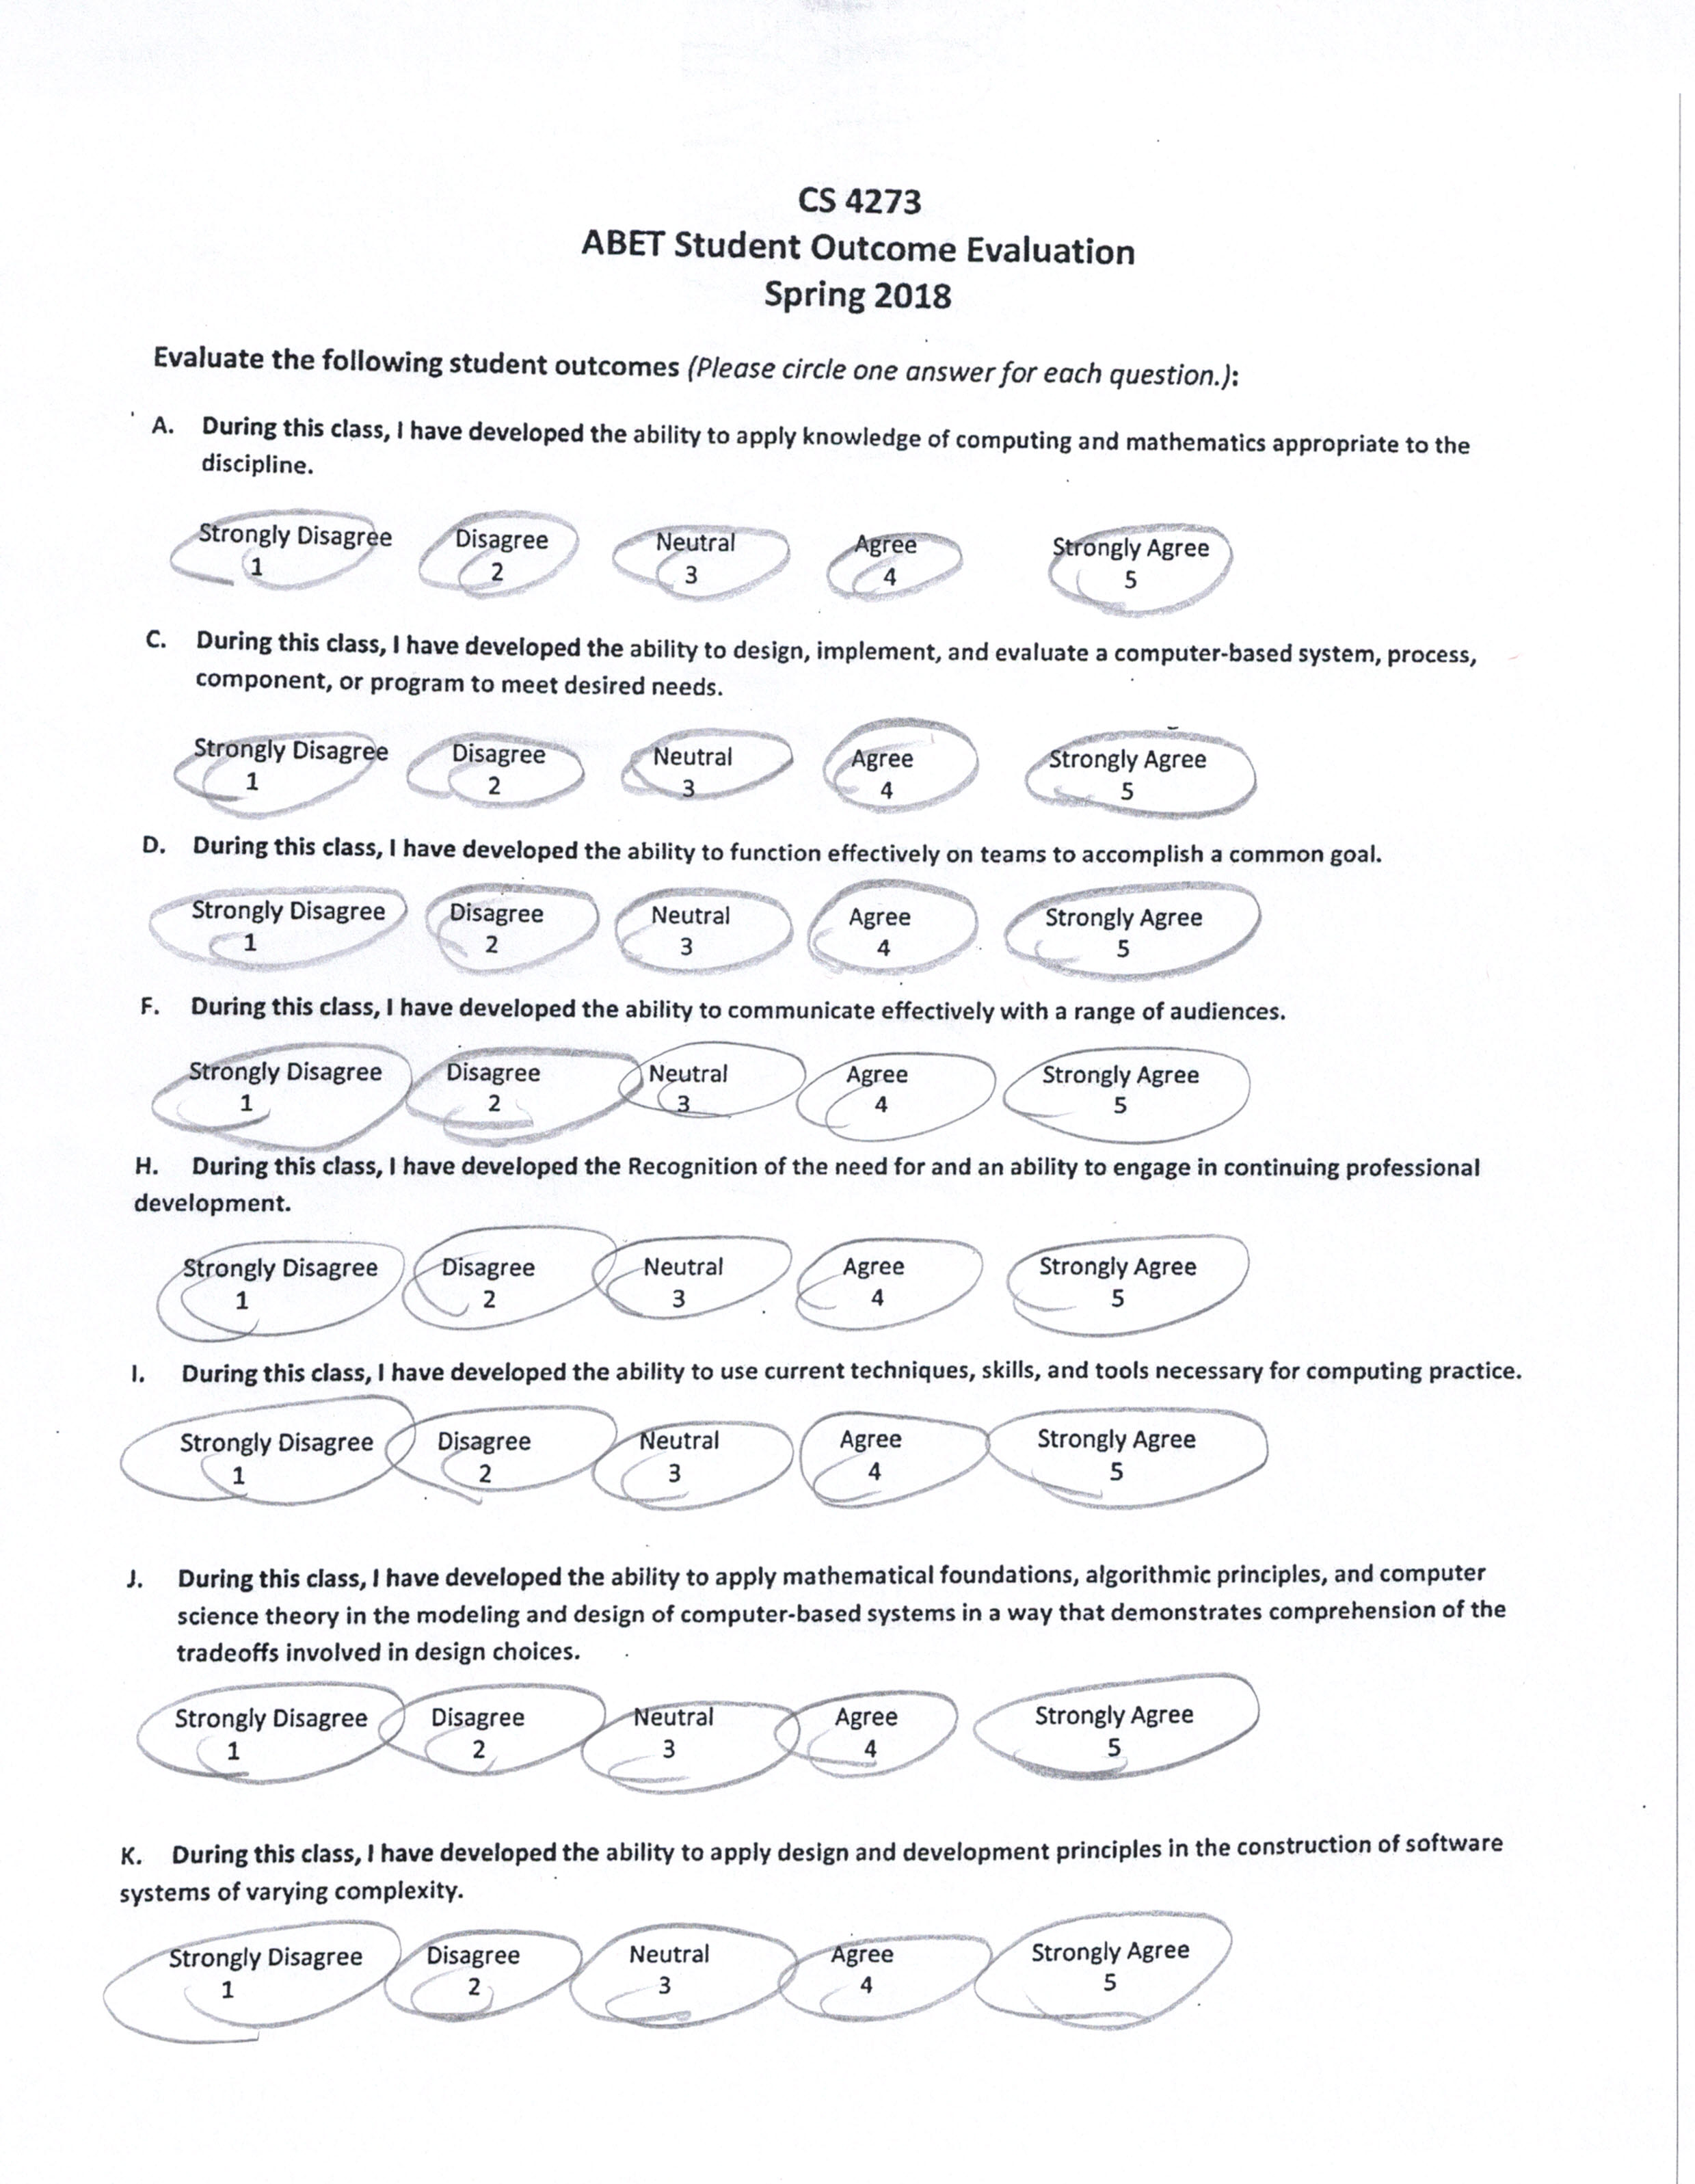 CS 4273
ABET Student Outcome Evaluation
Spring 2018
Evaluate the following student outcomes (Please circle one answer for each question.):
A. During this class, I have developed the ability to apply knowledge of computing and mathematics appropriate to the
discipline.
Strongly Disagree Disagree Neutral Agree Strongly Agree
1 2 3 4 5
C. During this class, I have developed the ability to design, implement, and evaluate a computer-based system, process,
component, or program to meet desired needs.
Strongly Disagree Disagree Neutral Agree Strongly Agree
1 2 3 4 5
D. During this class, I have developed the ability to function effectively on teams to accomplish a common goal.
Strongly Disagree Disagree Neutral Agree Strongly Agree
1 2 3 4 5
F. During this class, I have developed the ability to communicate effectively with a range of audiences.
Strongly Disagree Disagree Neutral Agree Strongly Agree
1 2 3 4 5
H. During this class, I have developed the Recognition of the need for and an ability to engage in continuing professional
development.
Strongly Disagree Disagree Neutral Agree Strongly Agree
1 2 3 4 5
I. During this class, I have developed the ability to use current techniques, skills, and tools necessary for computing practice.
Strongly Disagree Disagree Neutral Agree Strongly Agree
1 2 3 4 5
J. During this class, I have developed the ability to apply mathematical foundations, algorithmic principles, and computer
science theory in the modeling and design of computer-based systems in a way that demonstrates comprehension of the
tradeoffs involved in design choices.
Strongly Disagree Disagree Neutral Agree Strongly Agree
1 2 3 4 5
K. During this class, I have developed the ability to apply design and development principles in the construction of software
systems of varying complexity.
Strongly Disagree Disagree Neutral Agree Strongly Agree
1 2 3 4 5